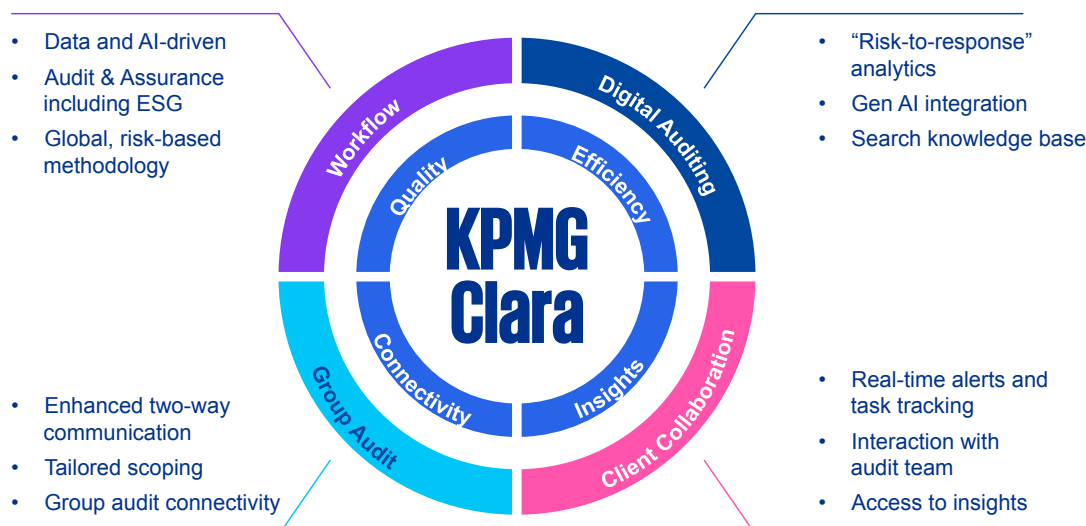 • Data and AI-driven
• Audit & Assurance
including ESG
• Global, risk-based
methodology
• “Risk-to-response”
analytics
• Gen AI integration
• Search knowledge base
Workflow
Digital Auditing
Quality
Efficiency
KPMG
Clara
Connectivity
Insights
Group Audit
Client Collaboration
• Enhanced two-way
communication
• Tailored scoping
• Group audit connectivity
• Real-time alerts and
task tracking
• Interaction with
audit team
• Access to insights